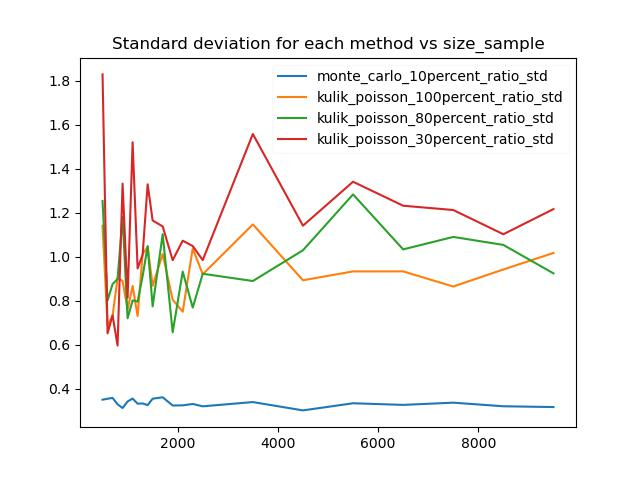 Standard deviation for each method vs size_sample
monte_carlo_10percent_ratio_std
kulik_poisson_100percent_ratio_std
kulik_poisson_80percent_ratio_std
kulik_poisson_30percent_ratio_std
1.8
1.6
1.4
1.2
1.0
0.8
0.6
0.4
2000 4000 6000 8000